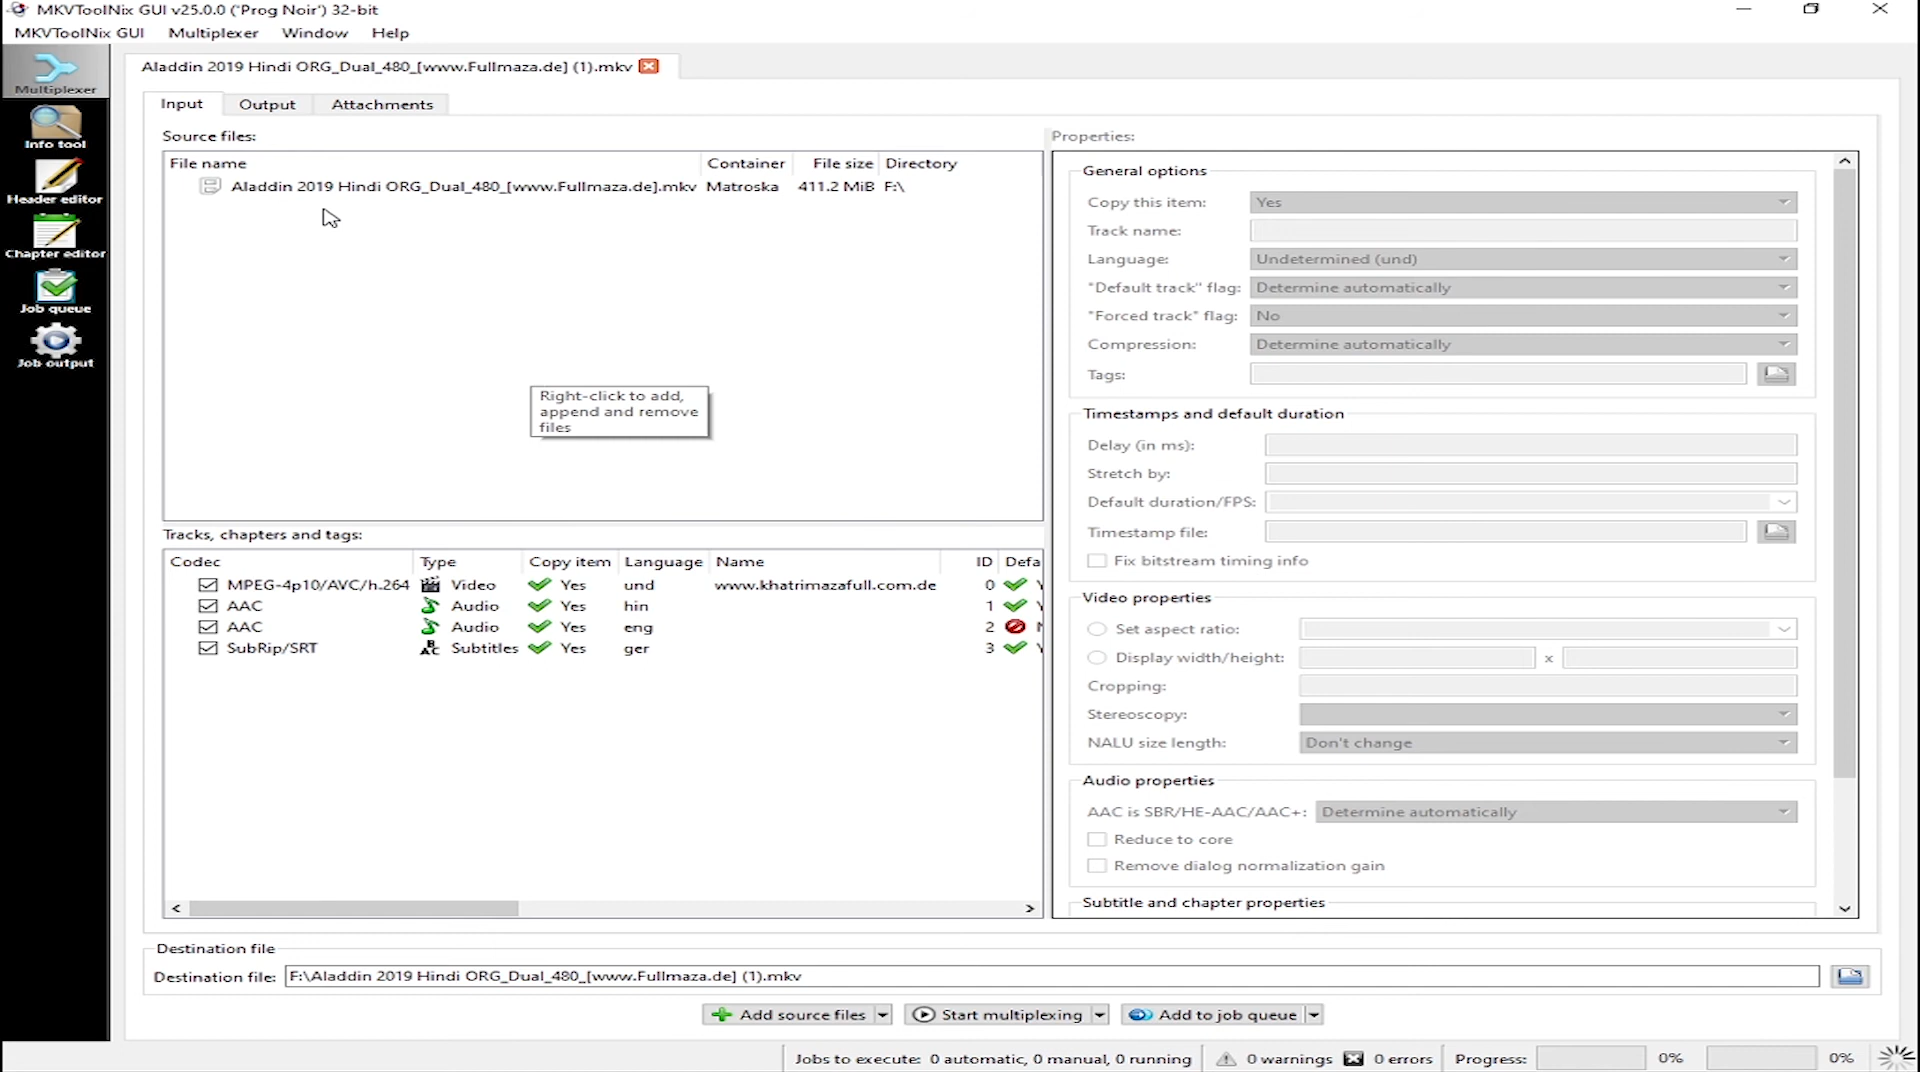 MKVToolNix GUI v25.0.0 ('Prog Noir') 32-bit
MKVToolNix GUI Multiplexer Window Help
Multiplexer
Info tool
Header editor
Chapter editor
Job queue
Job output
Aladdin 2019 Hindi ORG_Dual_480_[www.Fullmaza.de] (1).mkv
Input Output Attachments
Source files:
File name Container File size Directory
Aladdin 2019 Hindi ORG_Dual_480_[www.Fullmaza.de].mkv Matroska 411.2 MiB F:\
Right-click to add,
append and remove
files
Tracks, chapters and tags:
Codec Type Copy item Language Name ID Defa
MPEG-4p10/AVC/h.264 Video Yes und www.khatrimazafull.com.de 0 Y
AAC Audio Yes hin 1 Y
AAC Audio Yes eng 2
SubRip/SRT Subtitles Yes ger 3 Y
Properties:
General options
Copy this item: Yes
Track name:
Language: Undetermined (und)
"Default track" flag: Determine automatically
"Forced track" flag: No
Compression: Determine automatically
Tags:
Timestamps and default duration
Delay (in ms):
Stretch by:
Default duration/FPS:
Timestamp file:
Fix bitstream timing info
Video properties
Set aspect ratio:
Display width/height: x
Cropping:
Stereoscopy:
NALU size length: Don't change
Audio properties
AAC is SBR/HE-AAC/AAC+: Determine automatically
Reduce to core
Remove dialog normalization gain
Subtitle and chapter properties
Destination file
Destination file: F:\Aladdin 2019 Hindi ORG_Dual_480_[www.Fullmaza.de] (1).mkv
Add source files Start multiplexing Add to job queue
Jobs to execute: 0 automatic, 0 manual, 0 running 0 warnings 0 errors Progress: 0% 0%